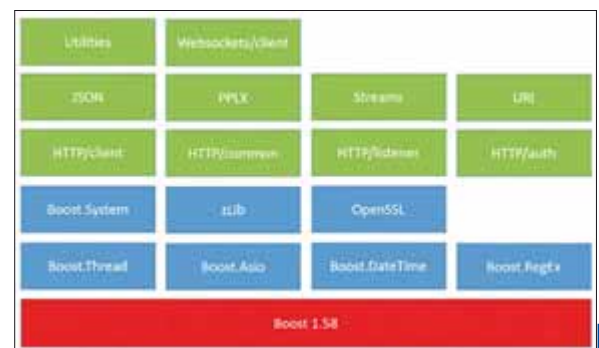 Utilities Websockets/client
JSON PPLX Streams URI
HTTP/client HTTP/common HTTP/listener HTTP/auth
Boost.System zLib OpenSSL
Boost.Thread Boost.Asio Boost.DateTime Boost.RegEx
Boost 1.58